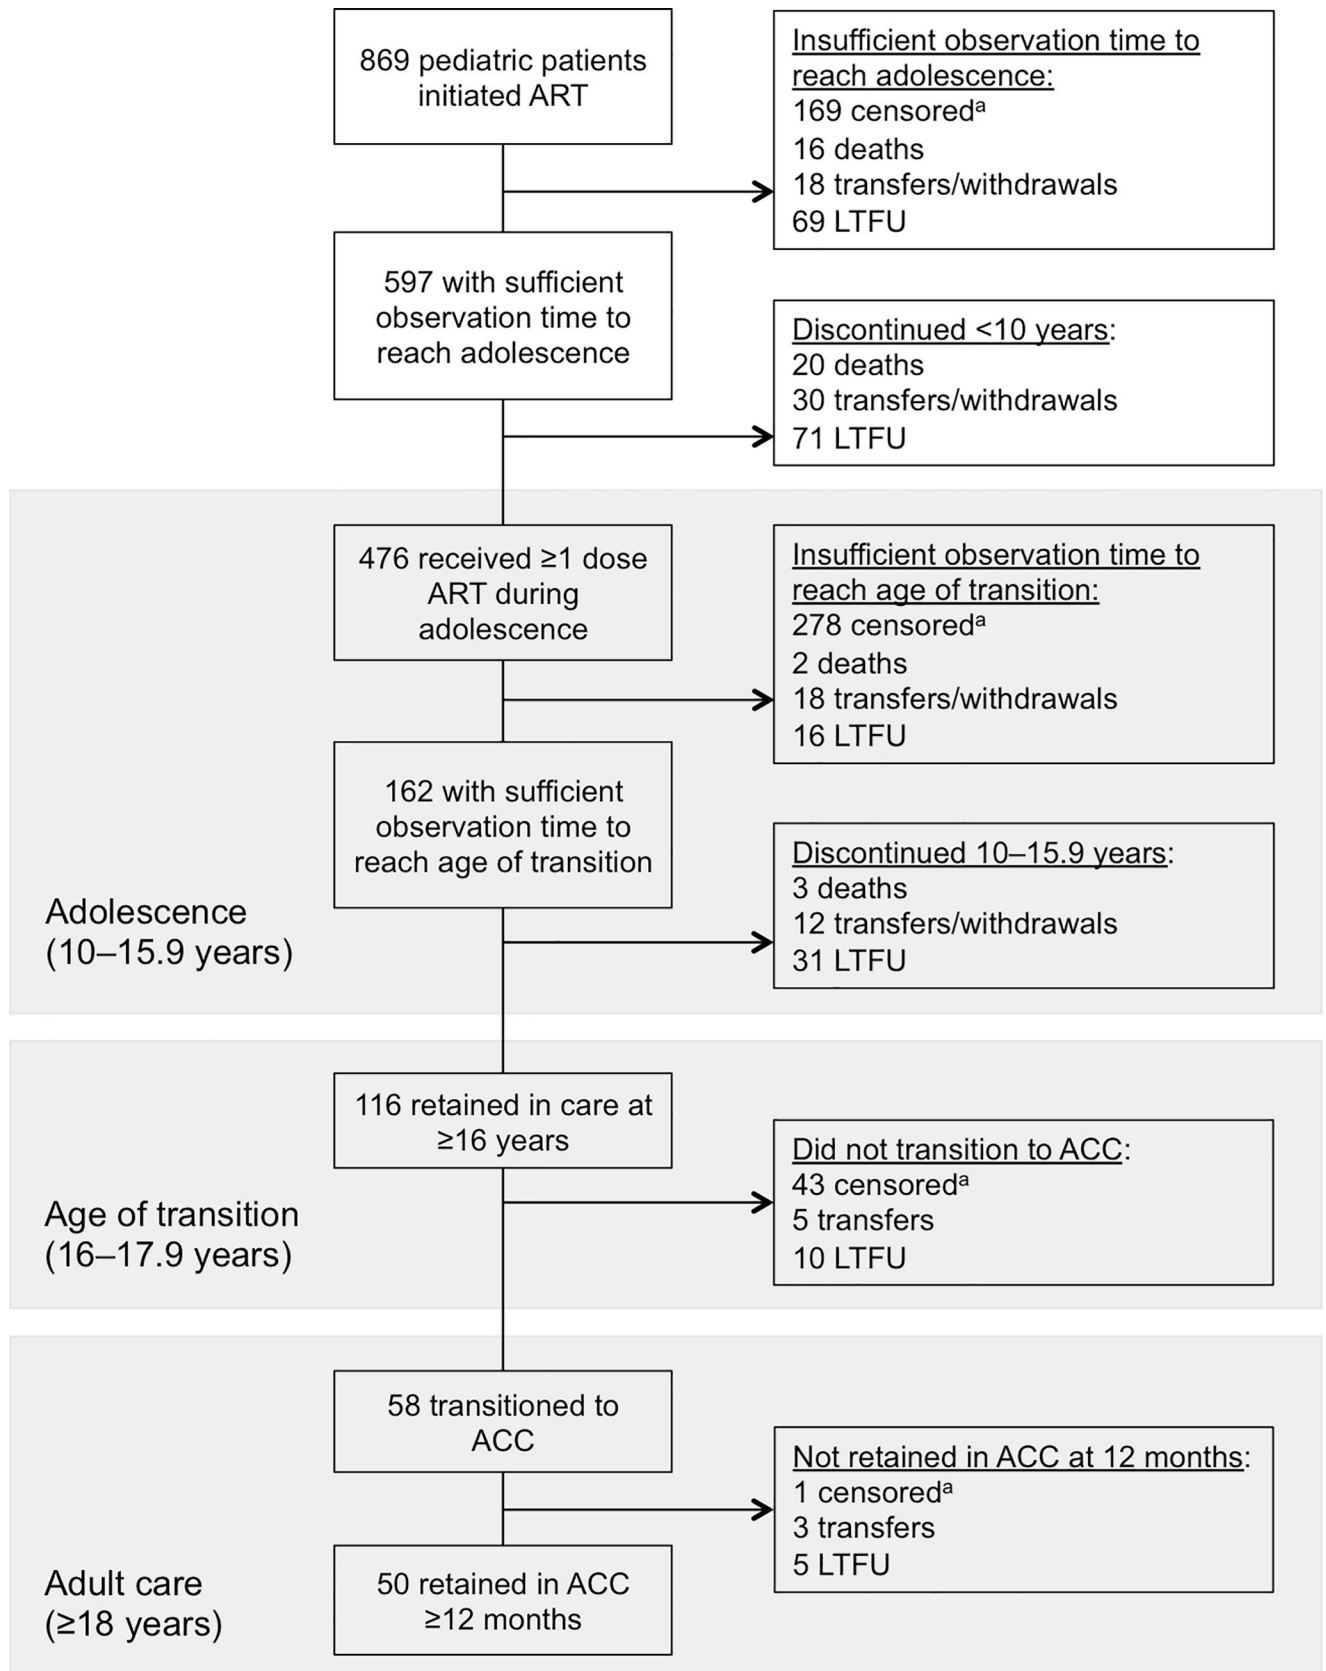 869 pediatric patients
initiated ART
Insufficient observation time to
reach adolescence:
169 censoredᵃ
16 deaths
18 transfers/withdrawals
69 LTFU
597 with sufficient
observation time to
reach adolescence
Discontinued <10 years:
20 deaths
30 transfers/withdrawals
71 LTFU
476 received ≥1 dose
ART during
adolescence
Insufficient observation time to
reach age of transition:
278 censoredᵃ
2 deaths
18 transfers/withdrawals
16 LTFU
162 with sufficient
observation time to
reach age of transition
Discontinued 10–15.9 years:
3 deaths
12 transfers/withdrawals
31 LTFU
Adolescence
(10–15.9 years)
116 retained in care at
≥16 years
Did not transition to ACC:
43 censoredᵃ
5 transfers
10 LTFU
Age of transition
(16–17.9 years)
58 transitioned to
ACC
Not retained in ACC at 12 months:
1 censoredᵃ
3 transfers
5 LTFU
50 retained in ACC
≥12 months
Adult care
(≥18 years)